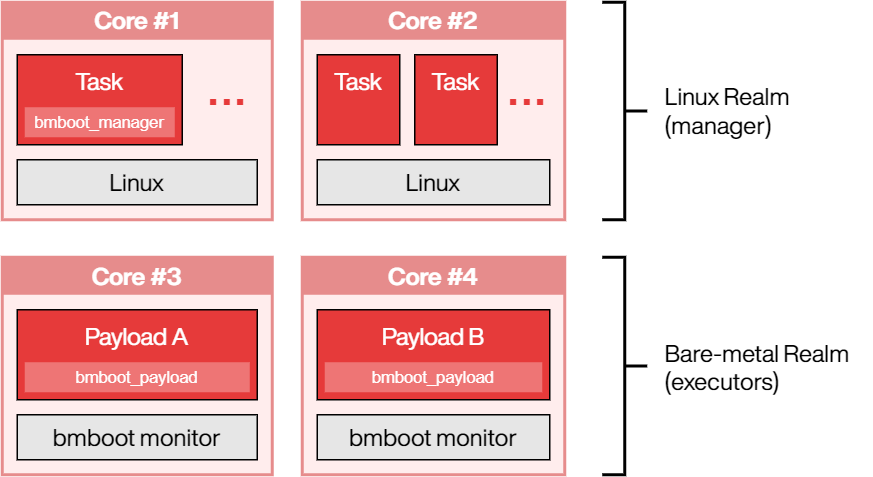 Core #1
Task
bmboot_manager
...
Linux
Core #2
Task
Task
...
Linux
Linux Realm
(manager)
Core #3
Payload A
bmboot_payload
bmboot monitor
Core #4
Payload B
bmboot_payload
bmboot monitor
Bare-metal Realm
(executors)